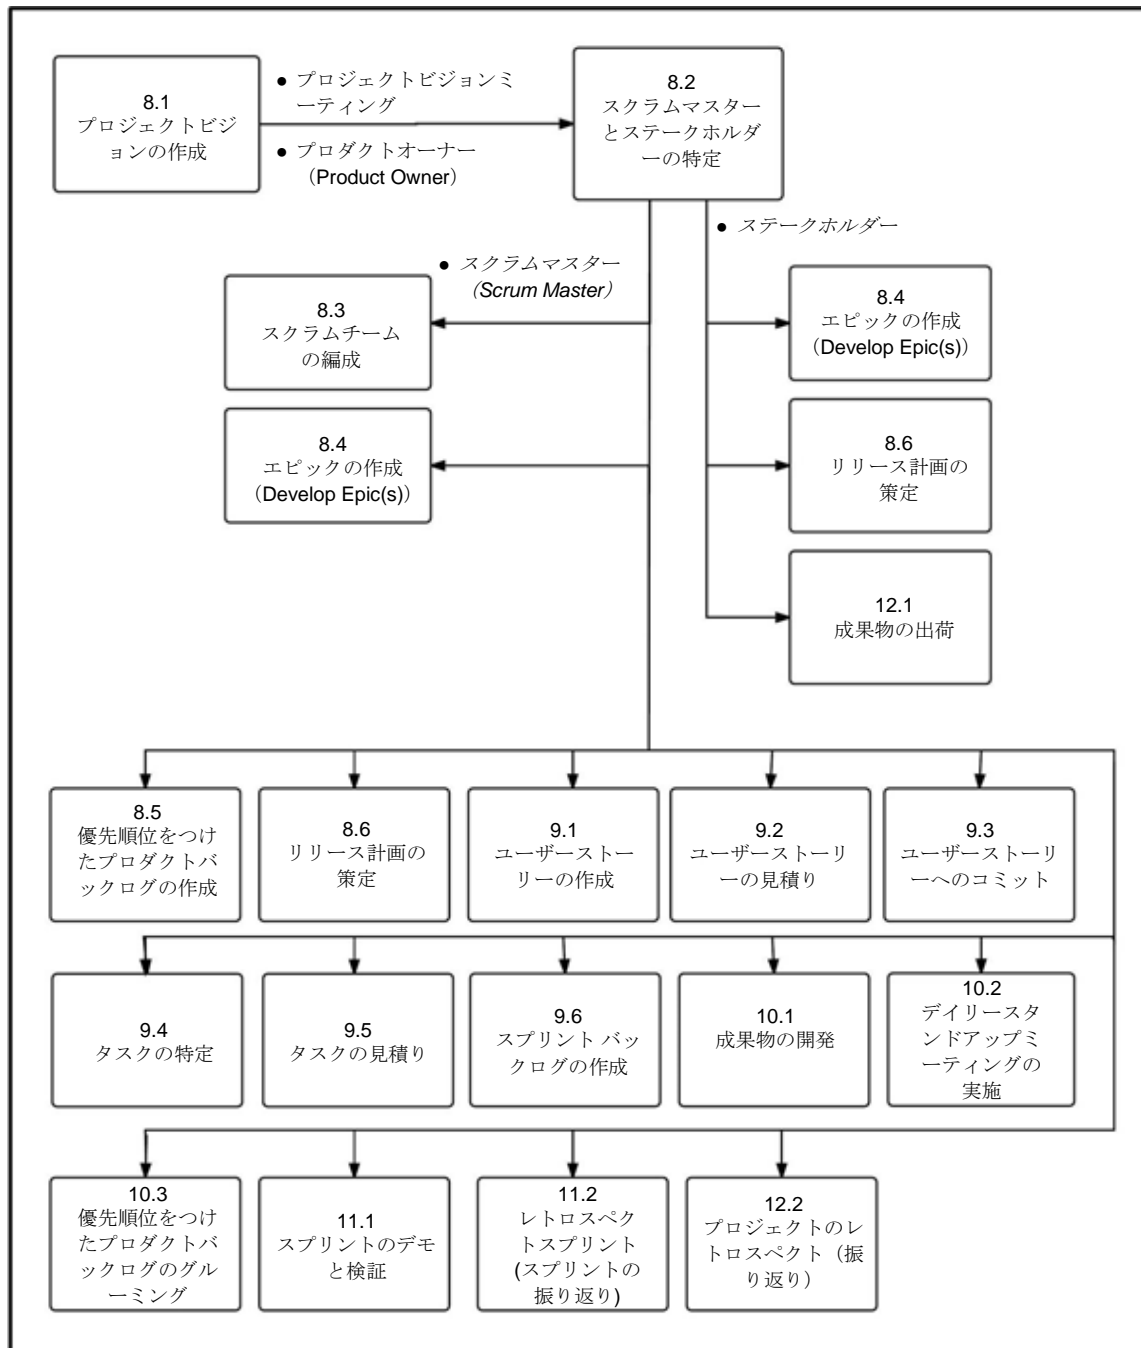 8.1
プロジェクトビジ
ョンの作成
● プロジェクトビジョンミ
ーティング
● プロダクトオーナー
（Product Owner）
8.2
スクラムマスター
とステークホルダ
ーの特定
● ステークホルダー
● スクラムマスター
（Scrum Master）
8.3
スクラムチーム
の編成
8.4
エピックの作成
（Develop Epic(s)）
8.4
エピックの作成
（Develop Epic(s)）
8.6
リリース計画の
策定
12.1
成果物の出荷
8.5
優先順位をつけ
たプロダクトバ
ックログの作成
8.6
リリース計画の
策定
9.1
ユーザーストー
リーの作成
9.2
ユーザーストーリ
ーの見積り
9.3
ユーザーストーリ
ーへのコミット
9.4
タスクの特定
9.5
タスクの見積り
9.6
スプリント バッ
クログの作成
10.1
成果物の開発
10.2
デイリースタ
ンドアップミ
ーティングの
実施
10.3
優先順位をつけ
たプロダクトバ
ックログのグル
ーミング
11.1
スプリントのデモ
と検証
11.2
レトロスペク
トスプリント
(スプリントの
振り返り)
12.2
プロジェクトのレ
トロスペクト（振
り返り）